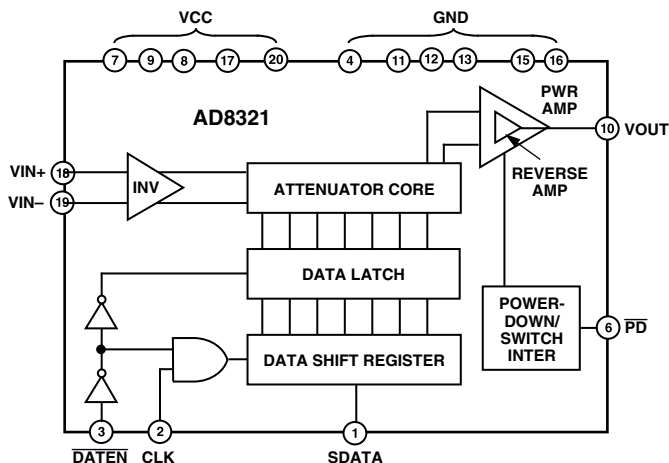 VCC GND
7 9 8 17 20 4 11 12 13 15 16
AD8321
PWR
AMP
10 VOUT
REVERSE
AMP
VIN+ 18
VIN– 19
INV
ATTENUATOR CORE
DATA LATCH
DATA SHIFT REGISTER
POWER-
DOWN/
SWITCH
INTER
6 PD
3 2 1
DATEN CLK SDATA